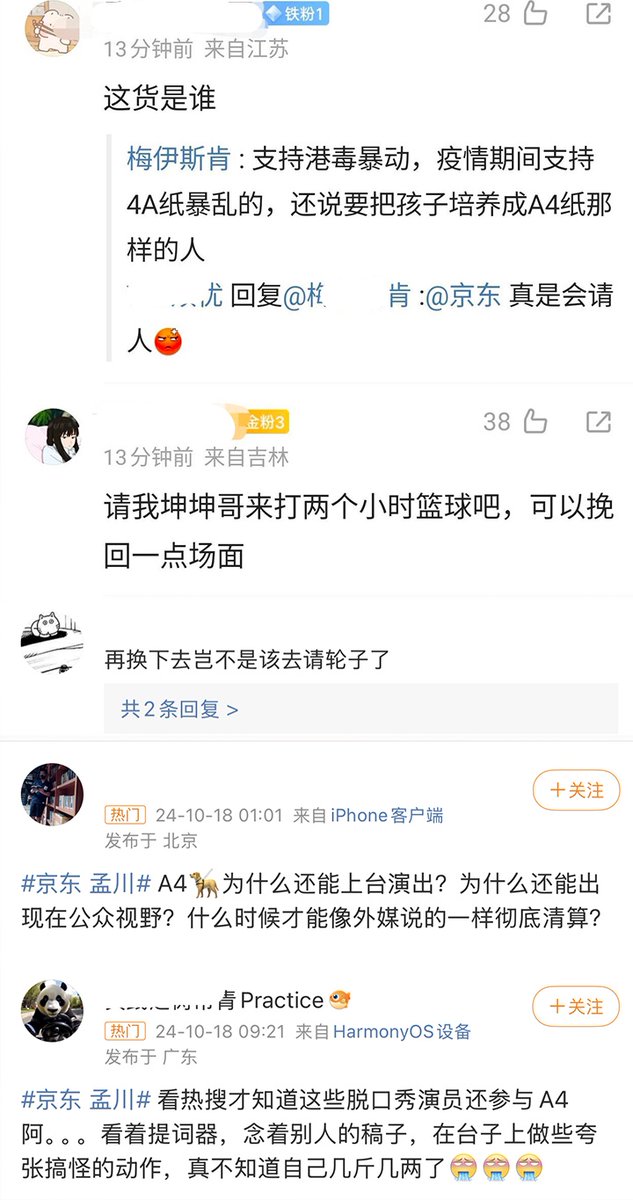 铁粉1
28
13分钟前 来自江苏
这货是谁
梅伊斯肯：支持港毒暴动，疫情期间支持
4A纸暴乱的，还说要把孩子培养成A4纸那
样的人
优 回复@梅 肯 :@京东 真是会请
人
金粉3
38
13分钟前 来自吉林
请我坤坤哥来打两个小时篮球吧，可以挽
回一点场面
再换下去岂不是该去请轮子了
共2条回复 >
+关注
热门 24-10-18 01:01 来自 iPhone客户端
发布于 北京
#京东 孟川# A4🦮为什么还能上台演出？为什么还能出
现在公众视野？什么时候才能像外媒说的一样彻底清算？
肯Practice
+关注
热门 24-10-18 09:21 来自 HarmonyOS设备
发布于 广东
#京东 孟川# 看热搜才知道这些脱口秀演员还参与 A4
阿。。。看着提词器，念着别人的稿子，在台子上做些夸
张搞怪的动作，真不知道自己几斤几两了😭😭😭